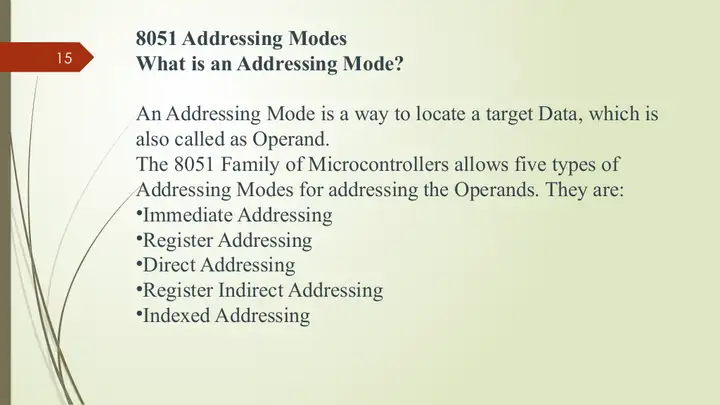 15
8051 Addressing Modes
What is an Addressing Mode?
An Addressing Mode is a way to locate a target Data, which is
also called as Operand.
The 8051 Family of Microcontrollers allows five types of
Addressing Modes for addressing the Operands. They are:
•Immediate Addressing
•Register Addressing
•Direct Addressing
•Register Indirect Addressing
•Indexed Addressing